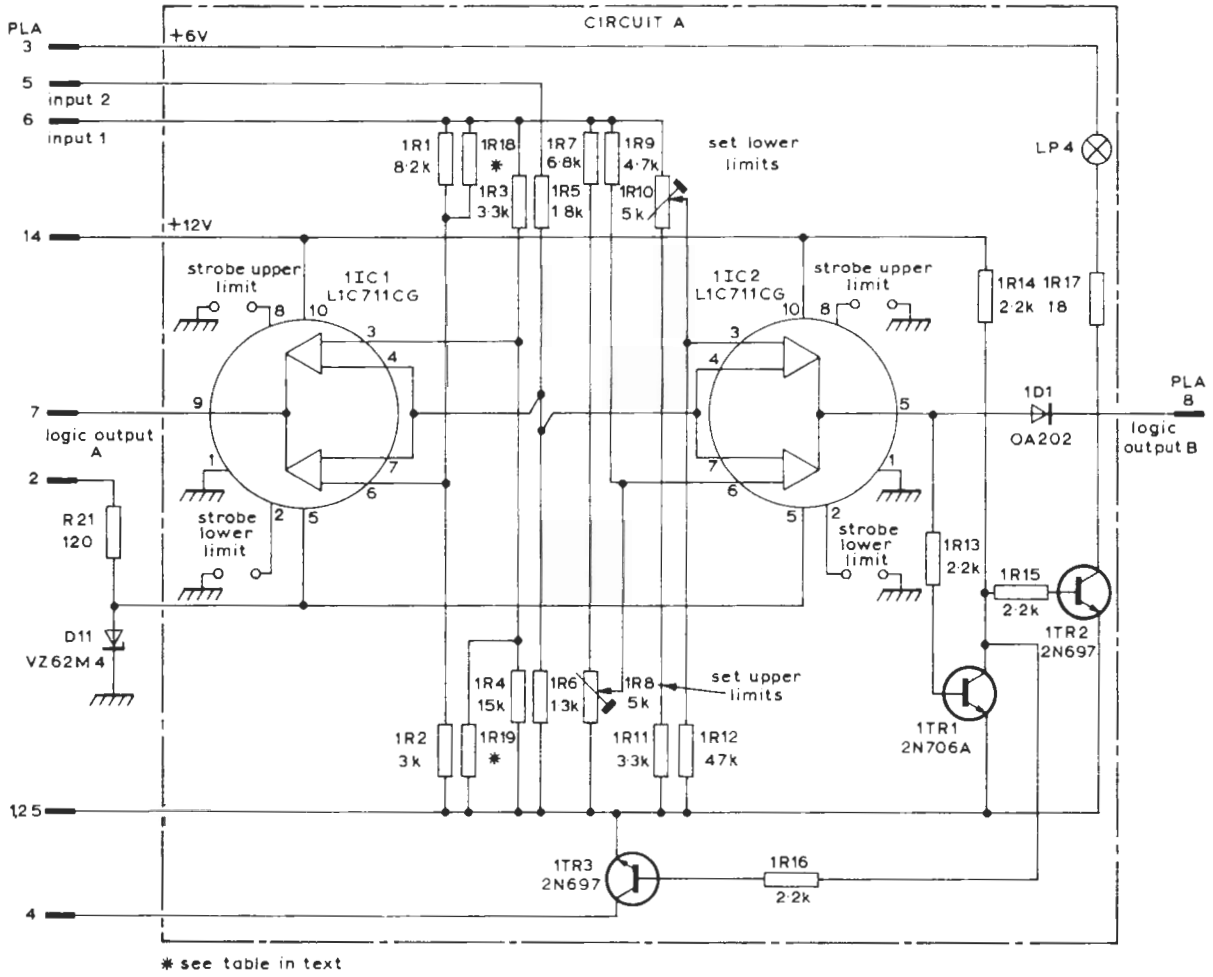 CIRCUIT A
PLA
3
+6V
5
input 2
6
input 1
1R1
8·2k
1R18
*
1R3
3·3k
1R5
1·8k
1R7
6·8k
1R9
4·7k
1R10
5k
set lower
limits
LP4
14
+12V
strobe upper
limit
8
10
1IC1
L1C711CG
3
4
9
7
6
1
2
5
7
logic output
A
2
R21
120
strobe
lower
limit
D11
VZ62M4
1IC2
L1C711CG
strobe upper
limit
10
8
3
4
7
6
5
1
2
5
strobe
lower
limit
1R14
2·2k
1R17
18
1D1
OA202
PLA
8
logic
output B
1R13
2·2k
1R15
2·2k
1TR2
2N697
1TR1
2N706A
1R4
15k
1R6
1·3k
1R8
5k
set upper
limits
1R2
3k
1R19
*
1R11
3·3k
1R12
47k
1,25
1TR3
2N697
1R16
2·2k
4
* see table in text